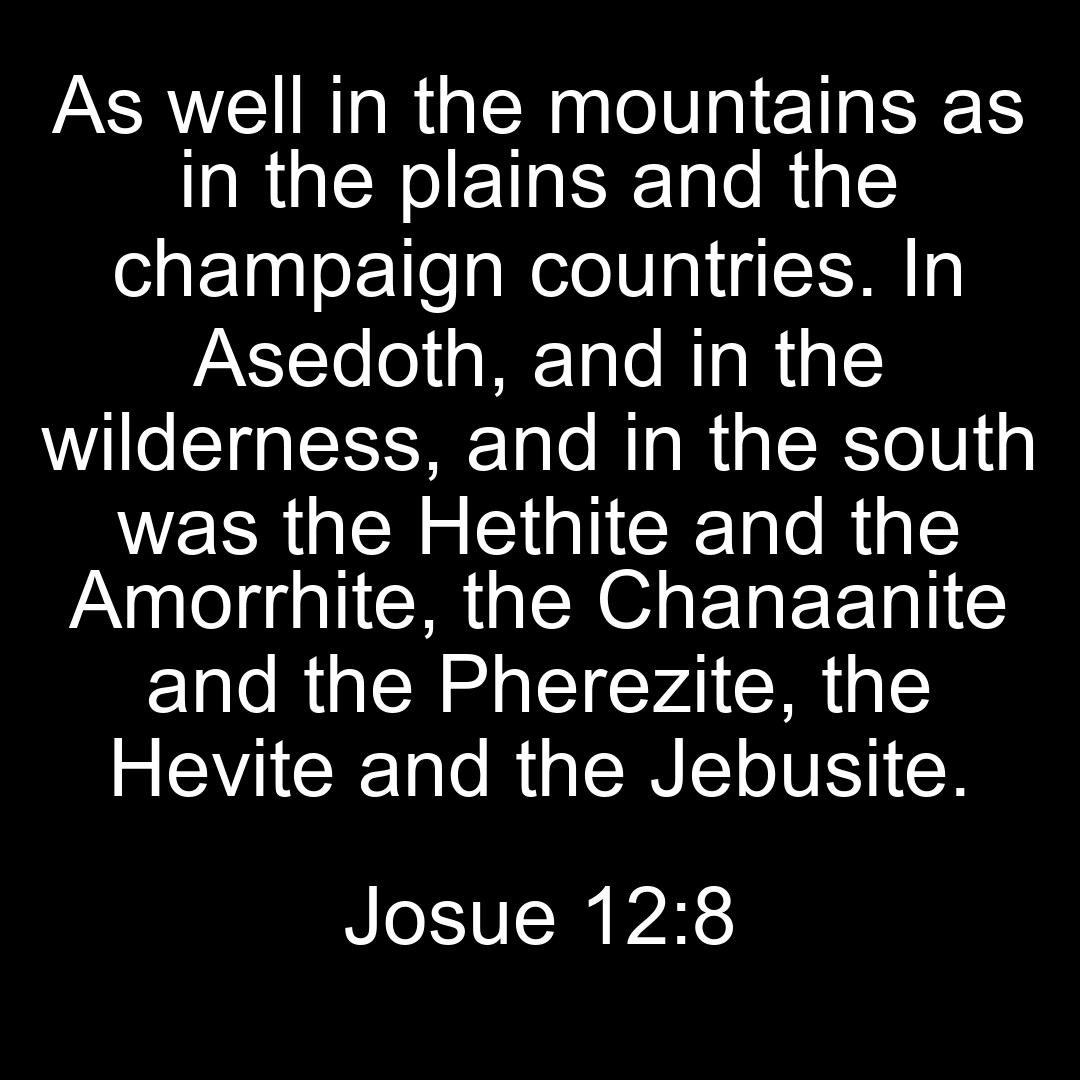 As well in the mountains as
in the plains and the
champaign countries. In
Asedoth, and in the
wilderness, and in the south
was the Hethite and the
Amorrhite, the Chanaanite
and the Pherezite, the
Hevite and the Jebusite.
Josue 12:8